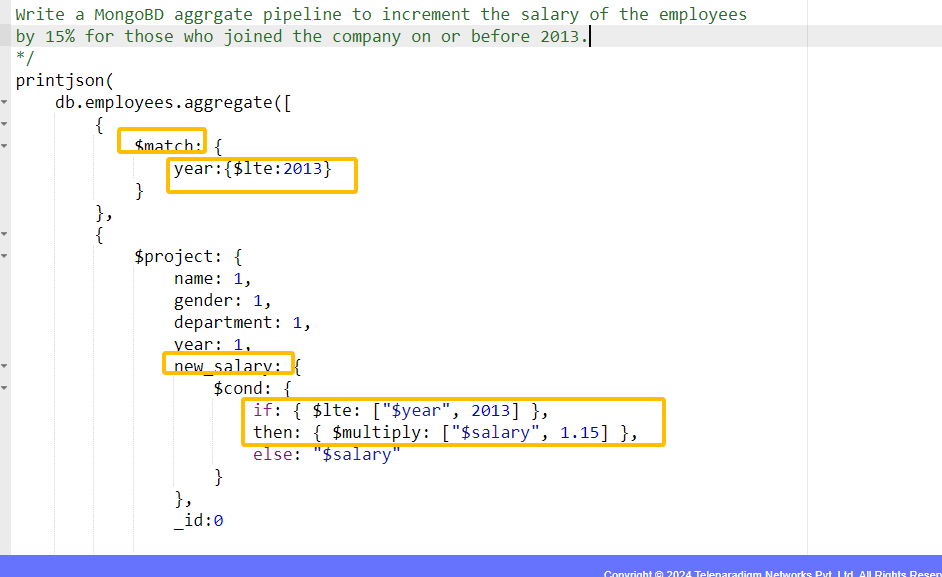 Write a MongoBD aggrgate pipeline to increment the salary of the employees
by 15% for those who joined the company on or before 2013.
*/
printjson(
    db.employees.aggregate([
        {
            $match: {
                year:{$lte:2013}
            }
        },
        {
            $project: {
                name: 1,
                gender: 1,
                department: 1,
                year: 1,
                new_salary: {
                    $cond: {
                        if: { $lte: ["$year", 2013] },
                        then: { $multiply: ["$salary", 1.15] },
                        else: "$salary"
                    }
                },
                _id:0
Copyright © 2024 Teleparadigm Networks Pvt. Ltd. All Rights